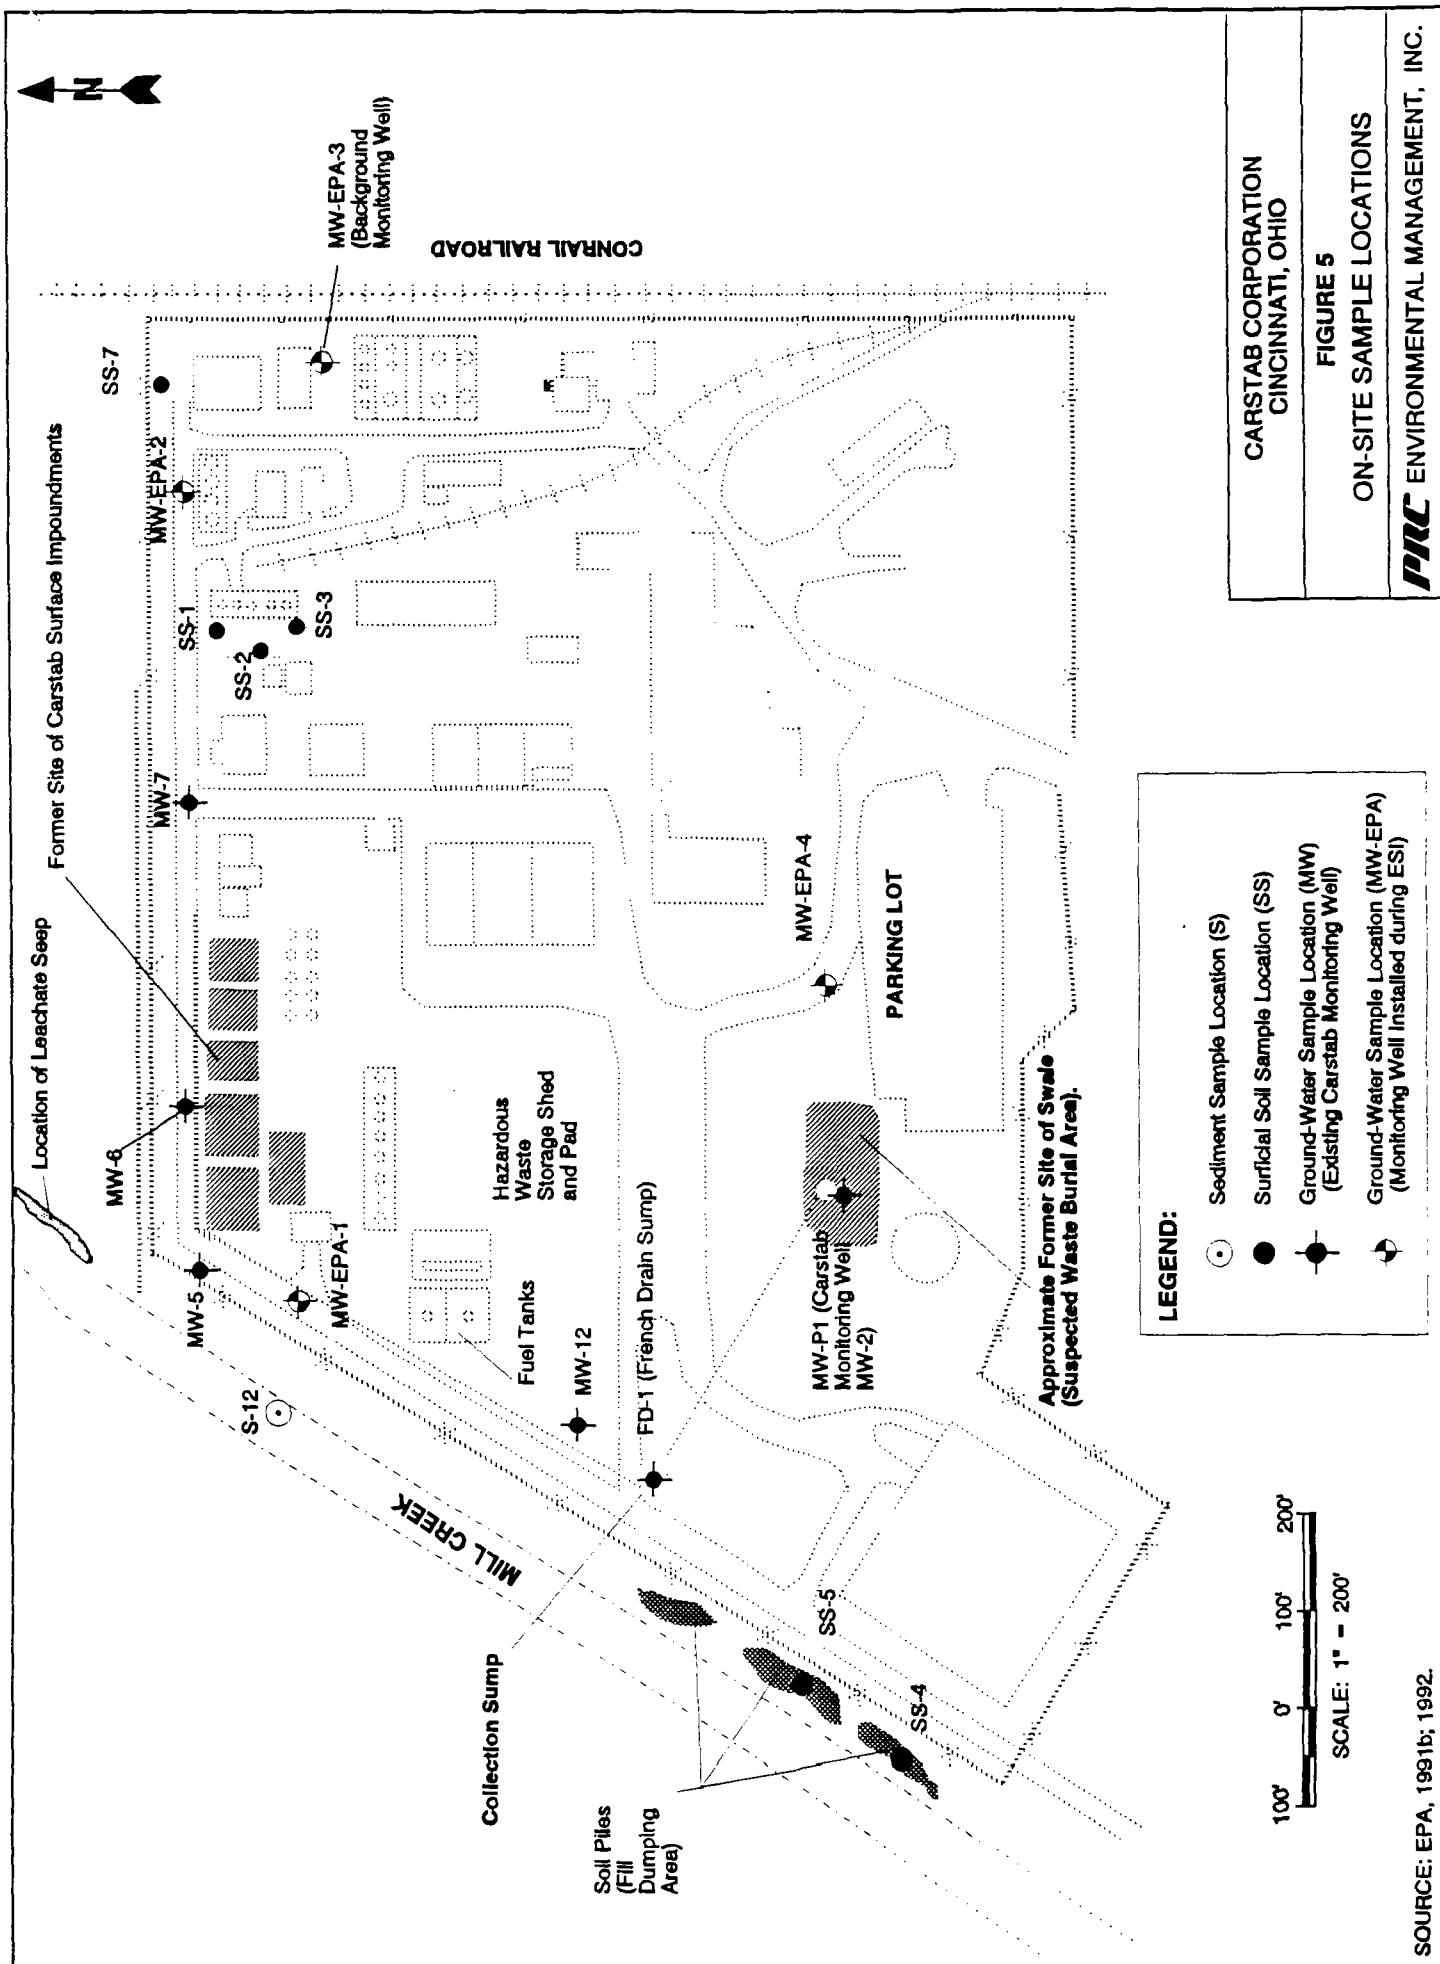 N
Location of Leachate Seep
Former Site of Carstab Surface Impoundments
MW-6
MW-5
MW-7
MW-EPA-2
SS-7
SS-1
SS-2
SS-3
MW-EPA-3
(Background
Monitoring Well)
CONRAIL RAILROAD
S-12
MW-EPA-1
MILL CREEK
Fuel Tanks
Hazardous
Waste
Storage Shed
and Pad
MW-12
FD-1 (French Drain Sump)
Collection Sump
MW-EPA-4
PARKING LOT
MW-P1 (Carstab
Monitoring Well
MW-2)
Approximate Former Site of Swale
(Suspected Waste Burial Area).
SS-5
SS-4
Soil Piles
(Fill
Dumping
Area)
LEGEND:
Sediment Sample Location (S)
Surficial Soil Sample Location (SS)
Ground-Water Sample Location (MW)
(Existing Carstab Monitoring Well)
Ground-Water Sample Location (MW-EPA)
(Monitoring Well Installed during ESI)
100' 0' 100' 200'
SCALE: 1" = 200'
SOURCE: EPA, 1991b; 1992.
CARSTAB CORPORATION
CINCINNATI, OHIO
FIGURE 5
ON-SITE SAMPLE LOCATIONS
PRC ENVIRONMENTAL MANAGEMENT, INC.